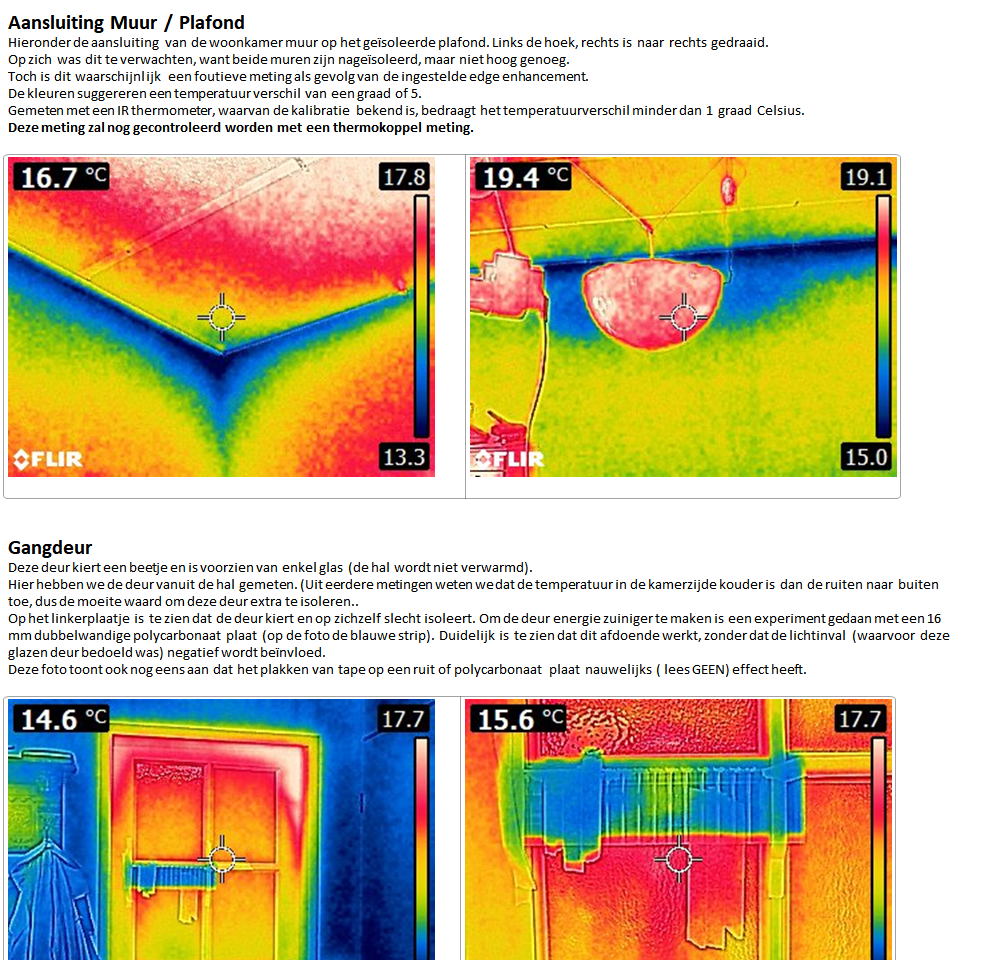 Aansluiting Muur / Plafond
Hieronder de aansluiting van de woonkamer muur op het geïsoleerde plafond. Links de hoek, rechts is naar rechts gedraaid.
Op zich was dit te verwachten, want beide muren zijn nageïsoleerd, maar niet hoog genoeg.
Toch is dit waarschijnlijk een foutieve meting als gevolg van de ingestelde edge enhancement.
De kleuren suggereren een temperatuur verschil van een graad of 5.
Gemeten met een IR thermometer, waarvan de kalibratie bekend is, bedraagt het temperatuurverschil minder dan 1 graad Celsius.
Deze meting zal nog gecontroleerd worden met een thermokoppel meting.
16.7 °C 17.8
19.4 °C 19.1
FLIR 13.3
FLIR 15.0
Gangdeur
Deze deur kiert een beetje en is voorzien van enkel glas (de hal wordt niet verwarmd).
Hier hebben we de deur vanuit de hal gemeten. (Uit eerdere metingen weten we dat de temperatuur in de kamerzijde kouder is dan de ruiten naar buiten
toe, dus de moeite waard om deze deur extra te isoleren..
Op het linkerplaatje is te zien dat de deur kiert en op zichzelf slecht isoleert. Om de deur energie zuiniger te maken is een experiment gedaan met een 16
mm dubbelwandige polycarbonaat plaat (op de foto de blauwe strip). Duidelijk is te zien dat dit afdoende werkt, zonder dat de lichtinval (waarvoor deze
glazen deur bedoeld was) negatief wordt beïnvloed.
Deze foto toont ook nog eens aan dat het plakken van tape op een ruit of polycarbonaat plaat nauwelijks ( lees GEEN) effect heeft.
14.6 °C 17.7
15.6 °C 17.7